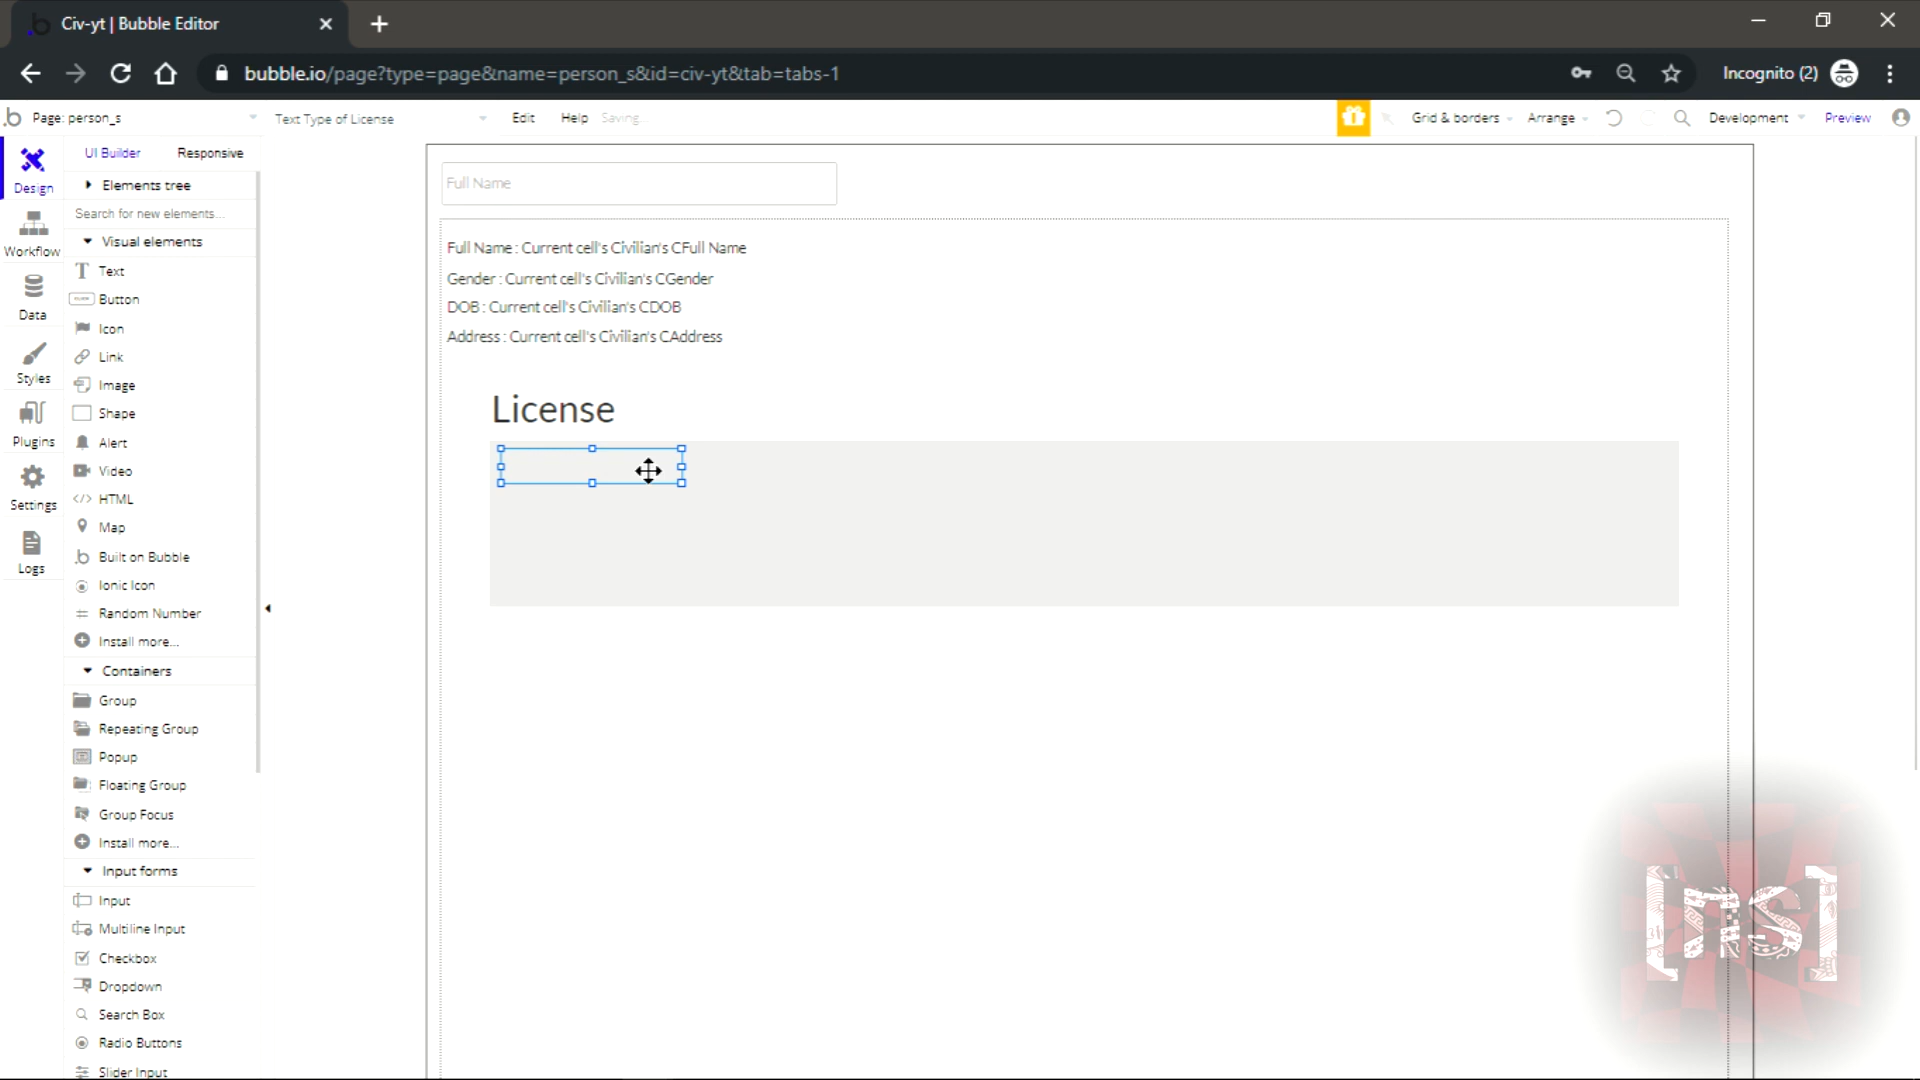 Civ-yt | Bubble Editor
bubble.io/page?type=page&name=person_s&id=civ-yt&tab=tabs-1
Incognito (2)
Page: person_s
Text Type of License
Edit
Help
Saving...
Grid & borders
Arrange
Development
Preview
UI Builder
Responsive
Design
Workflow
Data
Styles
Plugins
Settings
Logs
Elements tree
Search for new elements...
Visual elements
Text
Button
Icon
Link
Image
Shape
Alert
Video
HTML
Map
Built on Bubble
Ionic Icon
Random Number
Install more...
Containers
Group
Repeating Group
Popup
Floating Group
Group Focus
Install more...
Input forms
Input
Multiline Input
Checkbox
Dropdown
Search Box
Radio Buttons
Slider Input
Full Name
Full Name : Current cell's Civilian's CFull Name
Gender : Current cell's Civilian's CGender
DOB : Current cell's Civilian's CDOB
Address : Current cell's Civilian's CAddress
License
[ns]